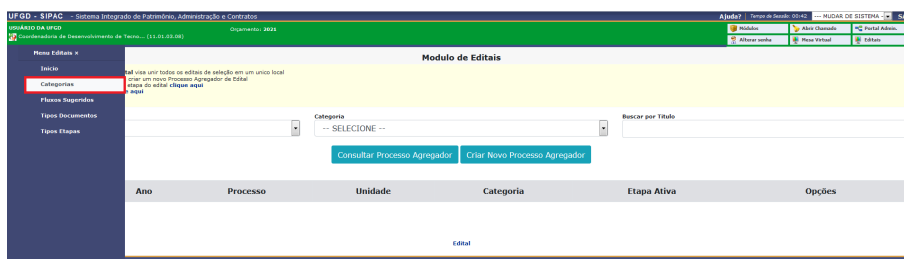 UFGD - SIPAC - Sistema Integrado de Patrimônio, Administração e Contratos
Ajuda? | Tempo de Sessão: 00:42 --- MUDAR DE SISTEMA - S
USUÁRIO DA UFGD
Orçamento: 2021
Módulos Abrir Chamado Portal Admin.
Coordenadoria de Desenvolvimento de Tecno... (11.01.03.08)
Alterar senha Mesa Virtual Editais
Menu Editais ×
Modulo de Editais
Inicio
Categorias
Fluxos Sugeridos
Tipos Documentos
Tipos Etapas
tal visa unir todos os editais de seleção em um unico local
criar um novo Processo Agregador de Edital
etapa do edital clique aqui
e aqui
Categoria
Buscar por Titulo
-- SELECIONE --
Consultar Processo Agregador Criar Novo Processo Agregador
Ano Processo Unidade Categoria Etapa Ativa Opções
Edital